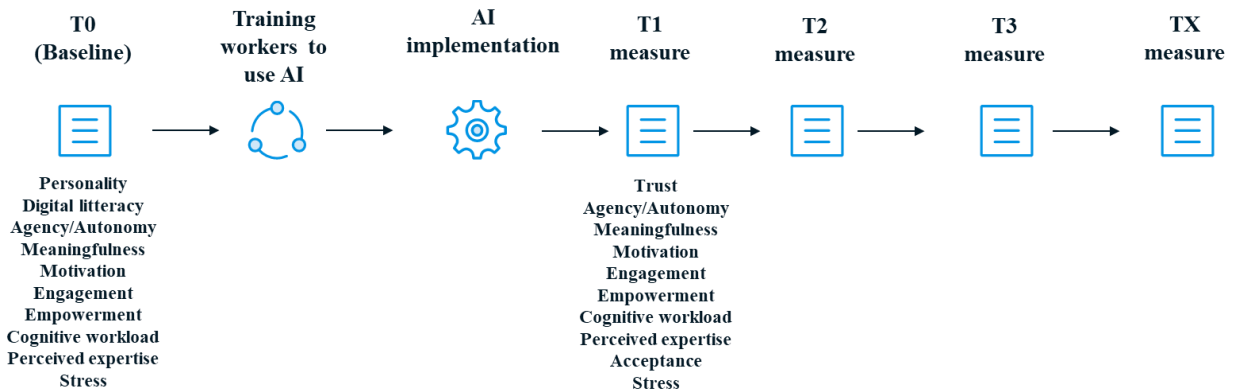 T0
(Baseline)
Training
workers to
use AI
AI
implementation
T1
measure
T2
measure
T3
measure
TX
measure
Personality
Digital litteracy
Agency/Autonomy
Meaningfulness
Motivation
Engagement
Empowerment
Cognitive workload
Perceived expertise
Stress
Trust
Agency/Autonomy
Meaningfulness
Motivation
Engagement
Empowerment
Cognitive workload
Perceived expertise
Acceptance
Stress